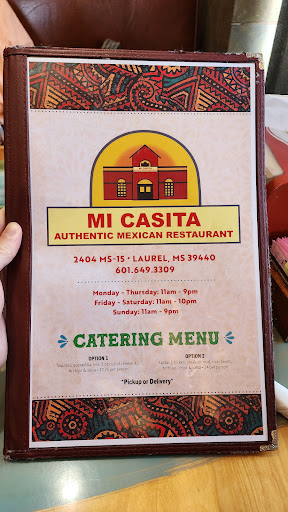 MI CASITA
AUTHENTIC MEXICAN RESTAURANT
2404 MS-15 • LAUREL, MS 39440
601.649.3309
Monday - Thursday: 11am - 9pm
Friday - Saturday: 11am - 10pm
Sunday: 11am - 9pm
CATERING MENU
OPTION 1
OPTION 2
*Pickup or Delivery*